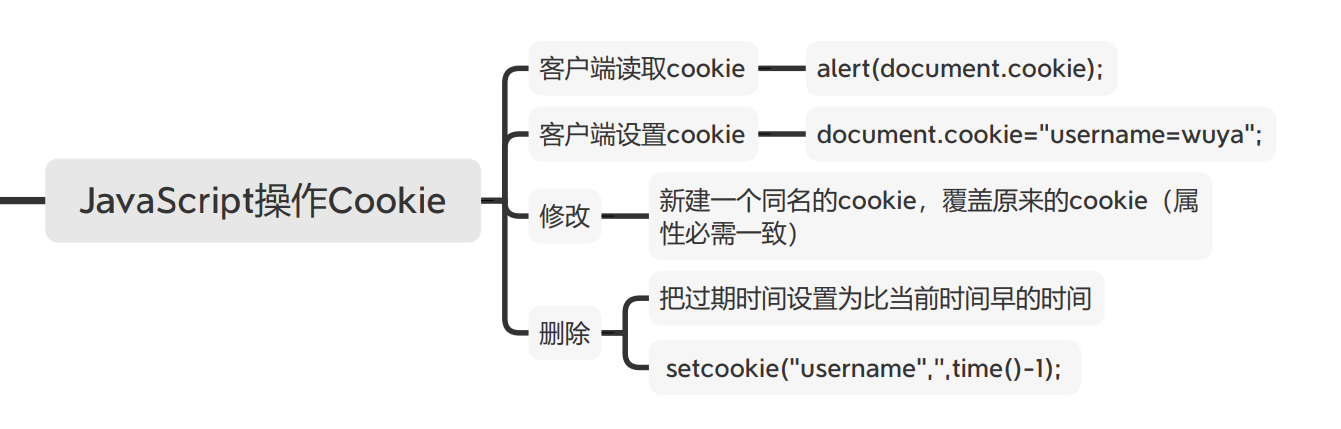 JavaScript操作Cookie
客户端读取cookie
alert(document.cookie);
客户端设置cookie
document.cookie="username=wuya";
修改
新建一个同名的cookie，覆盖原来的cookie（属
性必需一致）
删除
把过期时间设置为比当前时间早的时间
setcookie("username",'',time()-1);